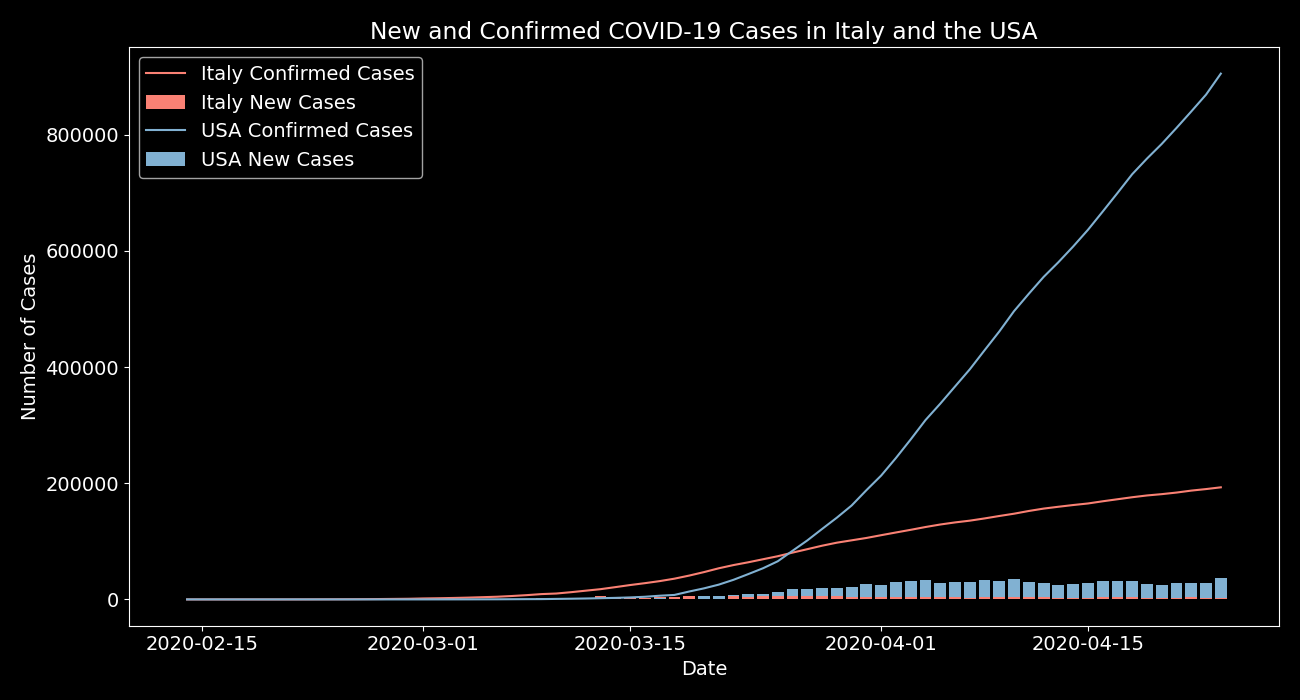 New and Confirmed COVID-19 Cases in Italy and the USA
Italy Confirmed Cases
Italy New Cases
USA Confirmed Cases
USA New Cases
Number of Cases
800000
600000
400000
200000
0
2020-02-15 2020-03-01 2020-03-15 2020-04-01 2020-04-15
Date